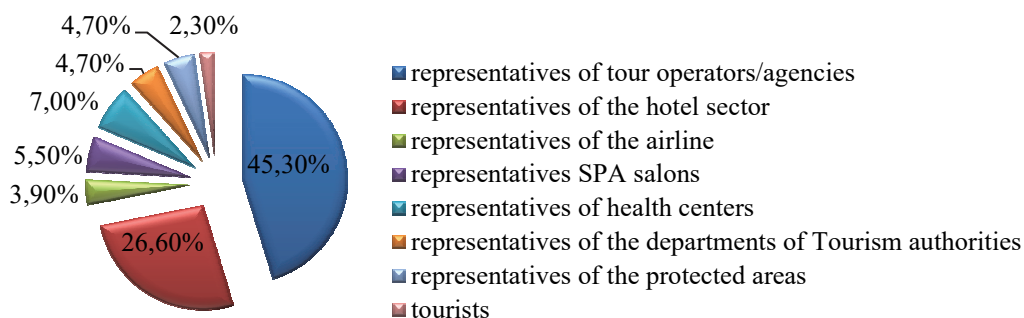 4,70%
2,30%
4,70%
7,00%
5,50%
3,90%
45,30%
26,60%
representatives of tour operators/agencies
representatives of the hotel sector
representatives of the airline
representatives SPA salons
representatives of health centers
representatives of the departments of Tourism authorities
representatives of the protected areas
tourists